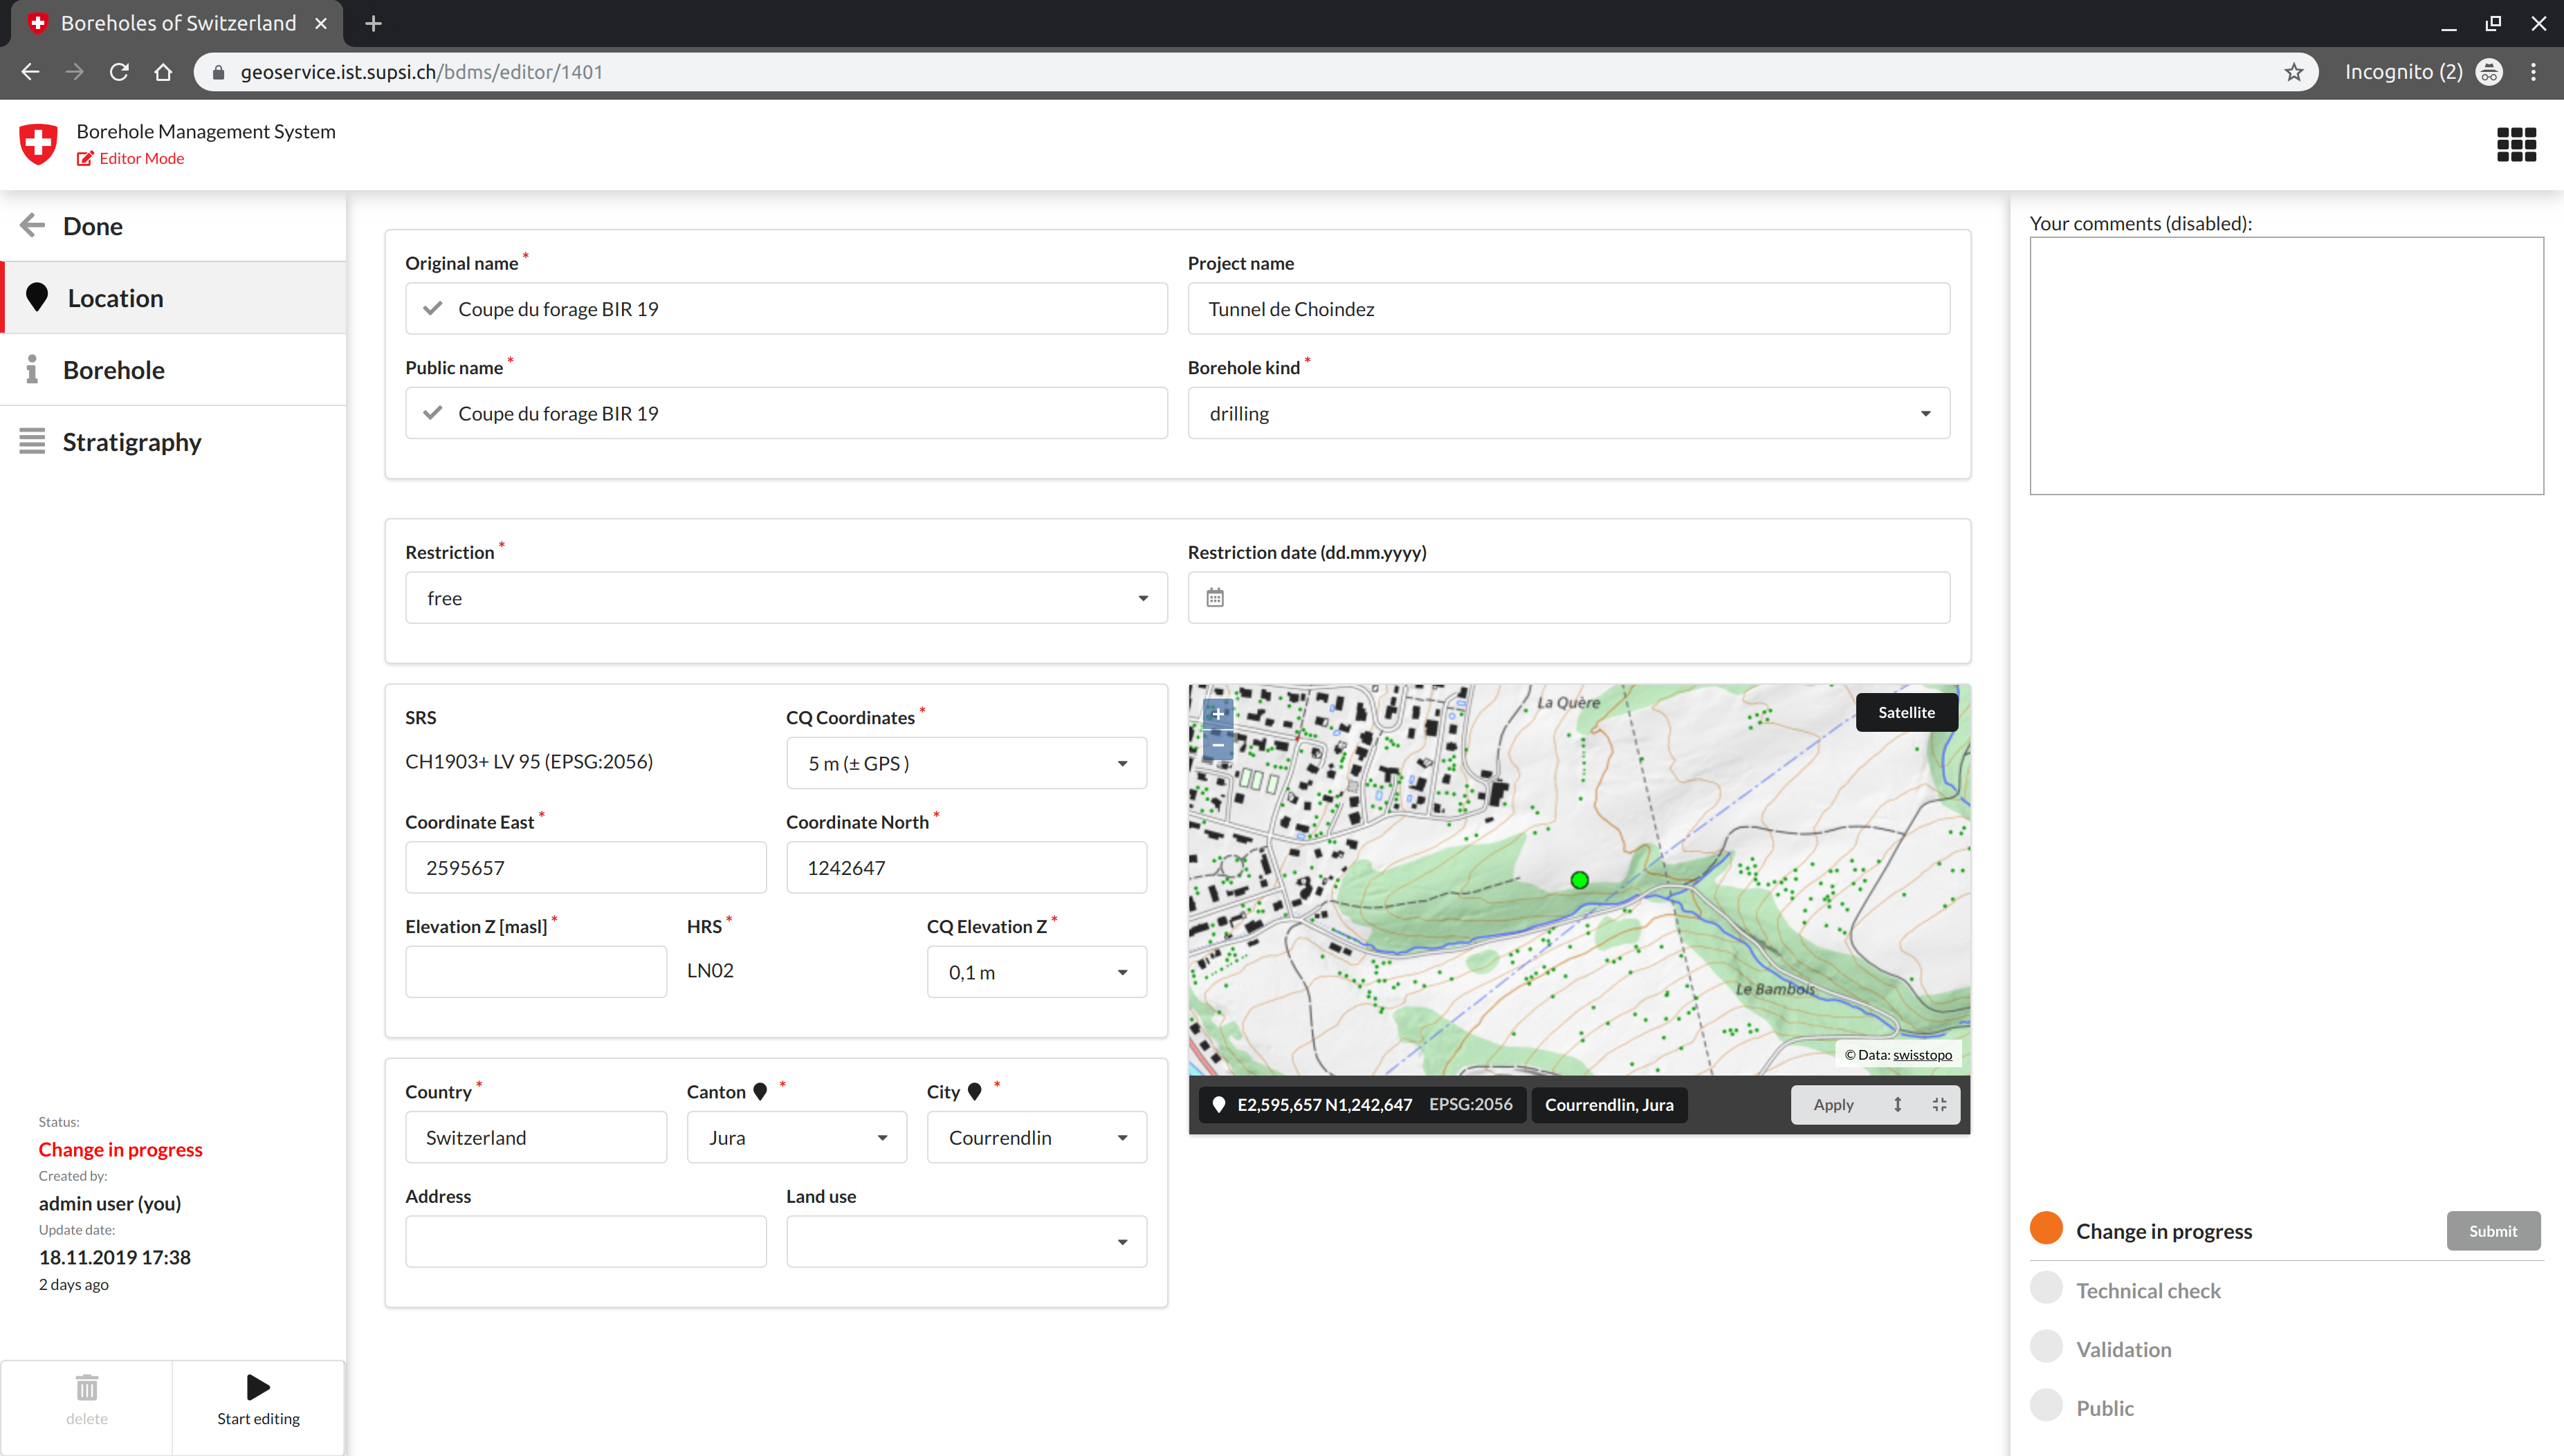 Boreholes of Switzerland
geoservice.ist.supsi.ch/bdms/editor/1401
Incognito (2)
Borehole Management System
Editor Mode
Done
Location
Borehole
Stratigraphy
Status:
Change in progress
Created by:
admin user (you)
Update date:
18.11.2019 17:38
2 days ago
delete
Start editing
Original name *
Coupe du forage BIR 19
Project name
Tunnel de Choindez
Public name *
Coupe du forage BIR 19
Borehole kind *
drilling
Restriction *
free
Restriction date (dd.mm.yyyy)
SRS
CH1903+ LV 95 (EPSG:2056)
CQ Coordinates *
5 m (± GPS )
Coordinate East *
2595657
Coordinate North *
1242647
Elevation Z [masl] *
HRS *
LN02
CQ Elevation Z *
0,1 m
Country *
Switzerland
Canton *
Jura
City *
Courrendlin
Address
Land use
+
−
La Quère
Satellite
Le Bambois
© Data: swisstopo
E2,595,657 N1,242,647 EPSG:2056
Courrendlin, Jura
Apply
Your comments (disabled):
Change in progress
Submit
Technical check
Validation
Public